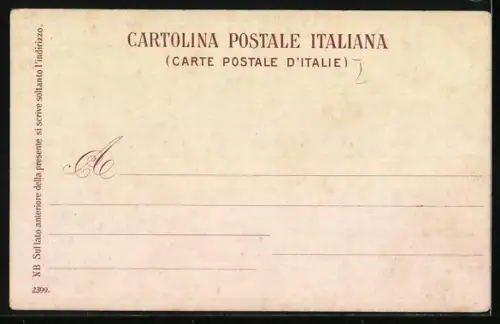 CARTOLINA POSTALE ITALIANA
(CARTE POSTALE D'ITALIE)
A
NB Sul lato anteriore della presente si scrive soltanto l'indirizzo.
2399.